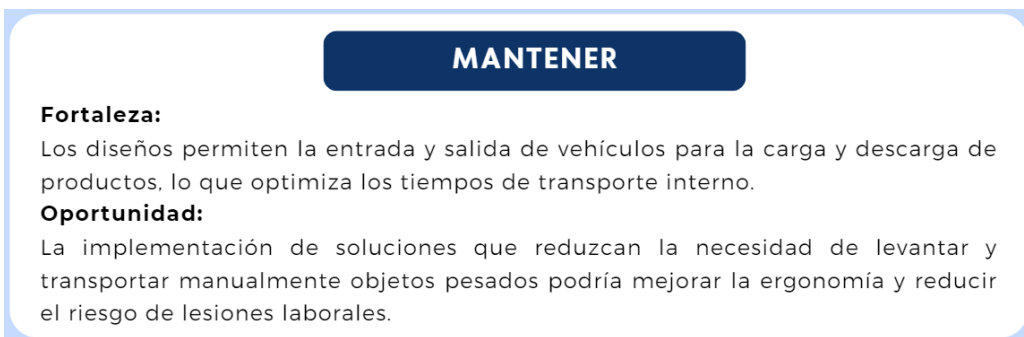 MANTENER
Fortaleza:
Los diseños permiten la entrada y salida de vehículos para la carga y descarga de
productos, lo que optimiza los tiempos de transporte interno.
Oportunidad:
La implementación de soluciones que reduzcan la necesidad de levantar y
transportar manualmente objetos pesados podría mejorar la ergonomía y reducir
el riesgo de lesiones laborales.